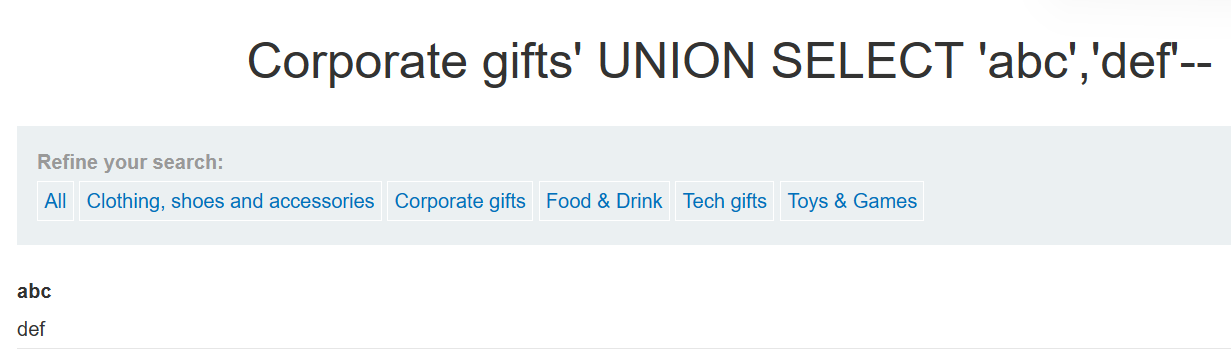 Corporate gifts' UNION SELECT 'abc','def'--
Refine your search:
All Clothing, shoes and accessories Corporate gifts Food & Drink Tech gifts Toys & Games
abc
def